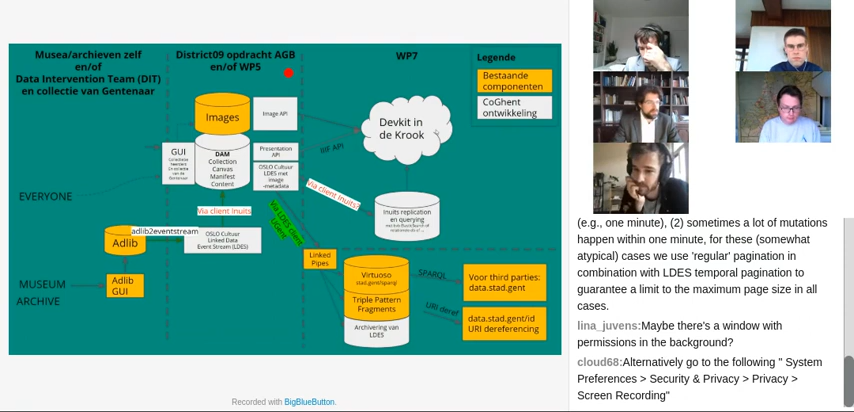 Musea/archieven zelf
en/of
Data Intervention Team (DIT)
en collectie van Gentenaar
District09 opdracht AGB
en/of WP5
WP7
Legende
Bestaande
componenten
CoGhent
ontwikkeling
Images
Image API
GUI
DAM
Collection
Canvas
Manifest
Content
Presentation
API
OSLO Cultuur
LDES met
image
-metadata
IIIF API
Devkit in
de Krook
EVERYONE
Via client Inuits
Via client Inuits?
Inuits replication
en querying
Via LDES client
adlib2eventstream
Adlib
OSLO Cultuur
Linked Data
Event Stream (LDES)
MUSEUM
ARCHIVE
Adlib
GUI
Linked
Pipes
Virtuoso
stad.gent/sparql
Triple Pattern
Fragments
Archivering van
LDES
SPARQL
URI deref
Voor third parties:
data.stad.gent
data.stad.gent/id
URI dereferencing
Recorded with BigBlueButton.
(e.g., one minute), (2) sometimes a lot of mutations
happen within one minute, for these (somewhat
atypical) cases we use 'regular' pagination in
combination with LDES temporal pagination to
guarantee a limit to the maximum page size in all
cases.
lina_juvens:Maybe there's a window with
permissions in the background?
cloud68:Alternatively go to the following " System
Preferences > Security & Privacy > Privacy >
Screen Recording"